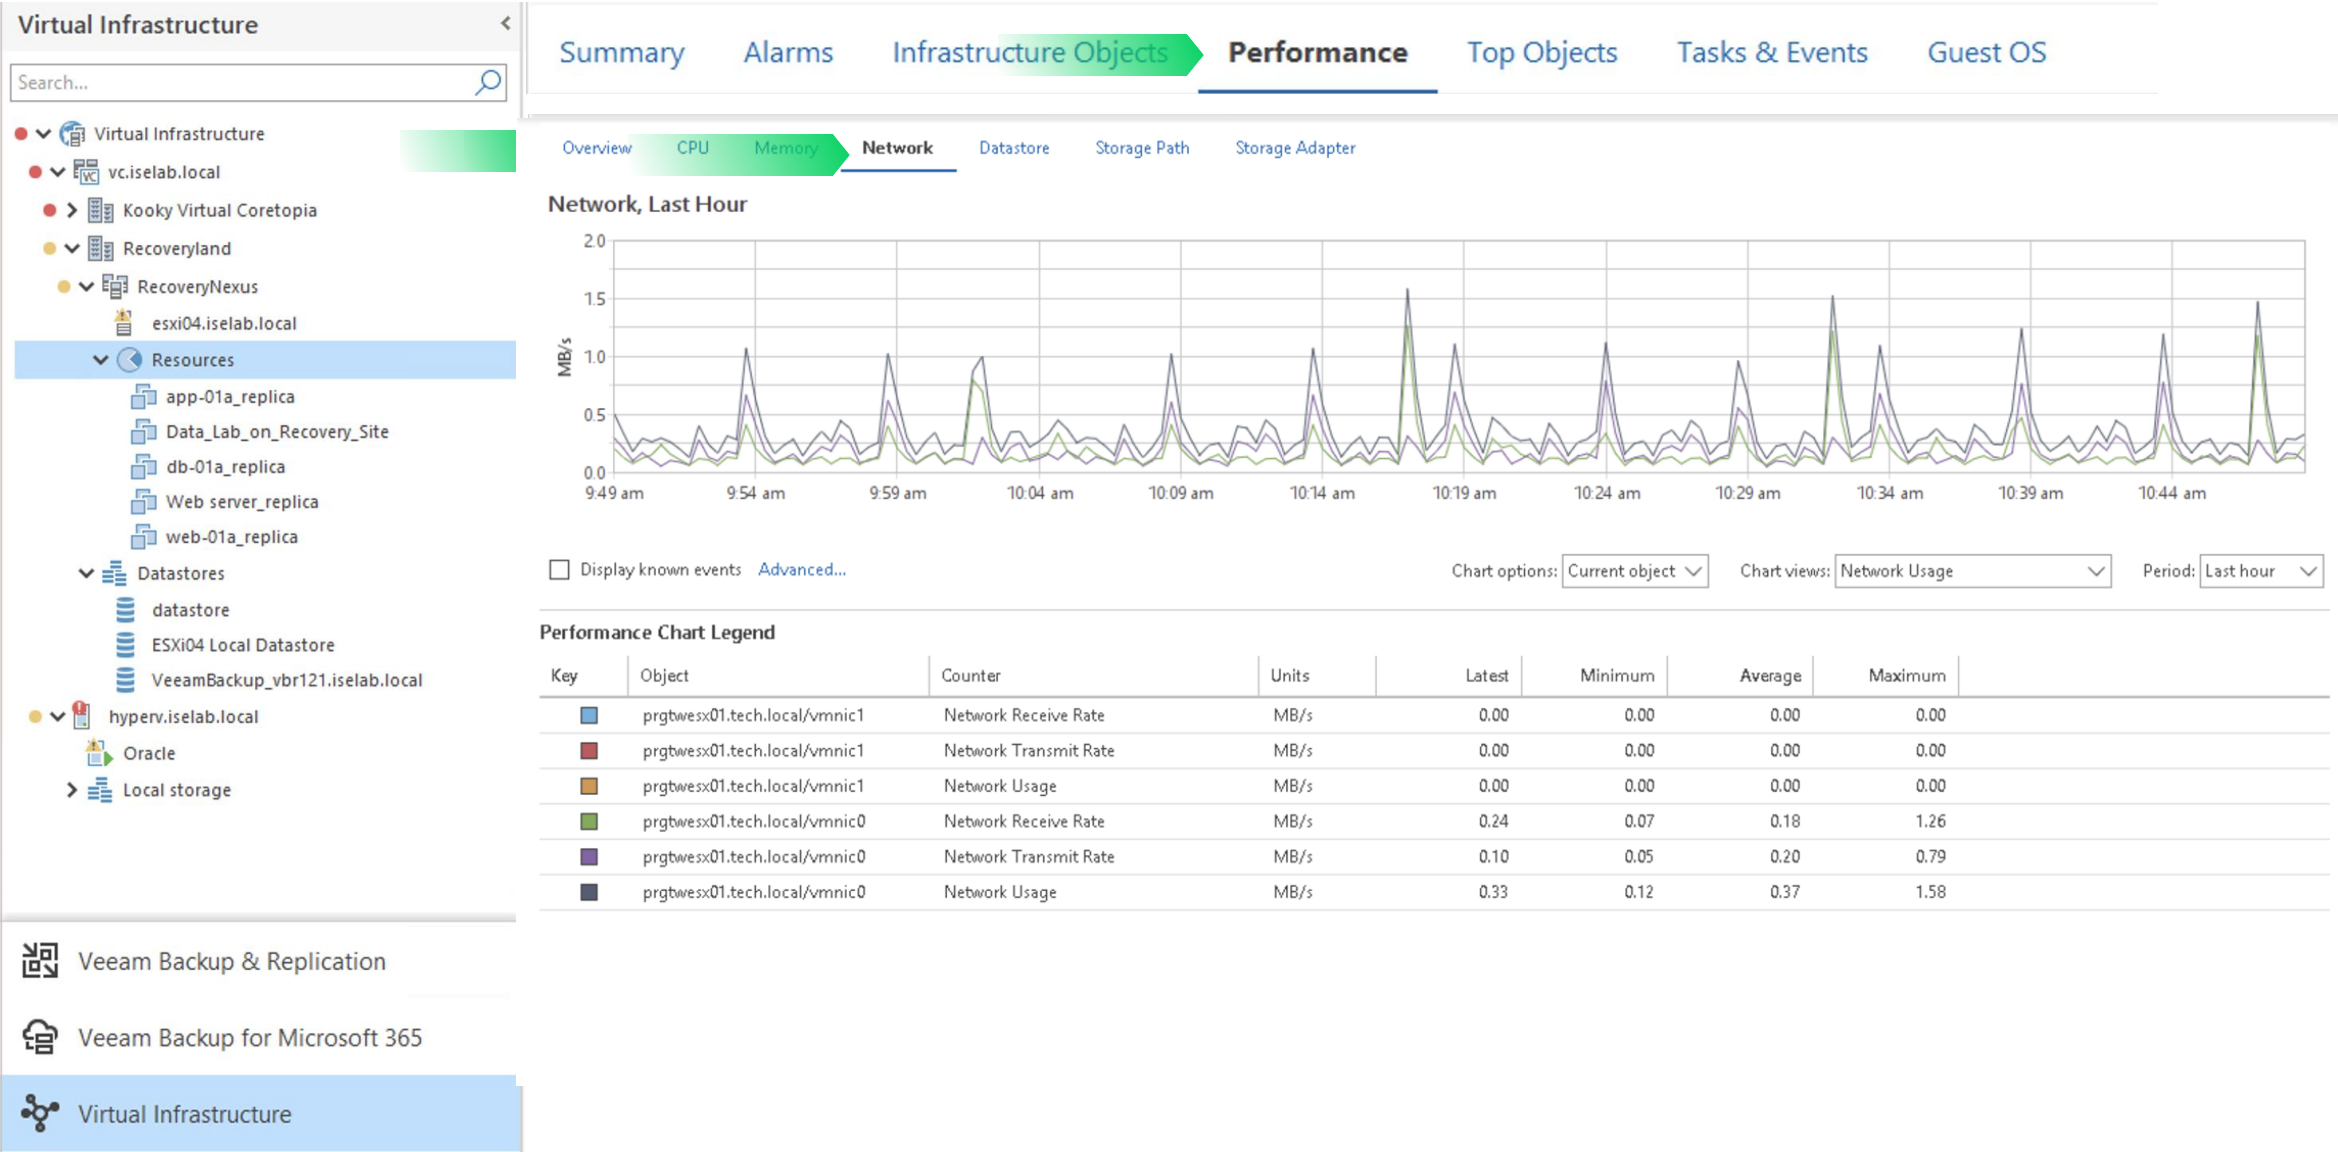 Virtual Infrastructure
Search...
Virtual Infrastructure
vc.iselab.local
Kooky Virtual Coretopia
Recoveryland
RecoveryNexus
esxi04.iselab.local
Resources
app-01a_replica
Data_Lab_on_Recovery_Site
db-01a_replica
Web server_replica
web-01a_replica
Datastores
datastore
ESXi04 Local Datastore
VeeamBackup_vbr121.iselab.local
hyperv.iselab.local
Oracle
Local storage
Veeam Backup & Replication
Veeam Backup for Microsoft 365
Virtual Infrastructure
Summary Alarms Infrastructure Objects Performance Top Objects Tasks & Events Guest OS
Overview CPU Memory Network Datastore Storage Path Storage Adapter
Network, Last Hour
MB/s
2.0
1.5
1.0
0.5
0.0
9:49 am 9:54 am 9:59 am 10:04 am 10:09 am 10:14 am 10:19 am 10:24 am 10:29 am 10:34 am 10:39 am 10:44 am
Display known events Advanced... Chart options: Current object Chart views: Network Usage Period: Last hour
Performance Chart Legend
Key Object Counter Units Latest Minimum Average Maximum
prgtwesx01.tech.local/vmnic1 Network Receive Rate MB/s 0.00 0.00 0.00 0.00
prgtwesx01.tech.local/vmnic1 Network Transmit Rate MB/s 0.00 0.00 0.00 0.00
prgtwesx01.tech.local/vmnic1 Network Usage MB/s 0.00 0.00 0.00 0.00
prgtwesx01.tech.local/vmnic0 Network Receive Rate MB/s 0.24 0.07 0.18 1.26
prgtwesx01.tech.local/vmnic0 Network Transmit Rate MB/s 0.10 0.05 0.20 0.79
prgtwesx01.tech.local/vmnic0 Network Usage MB/s 0.33 0.12 0.37 1.58